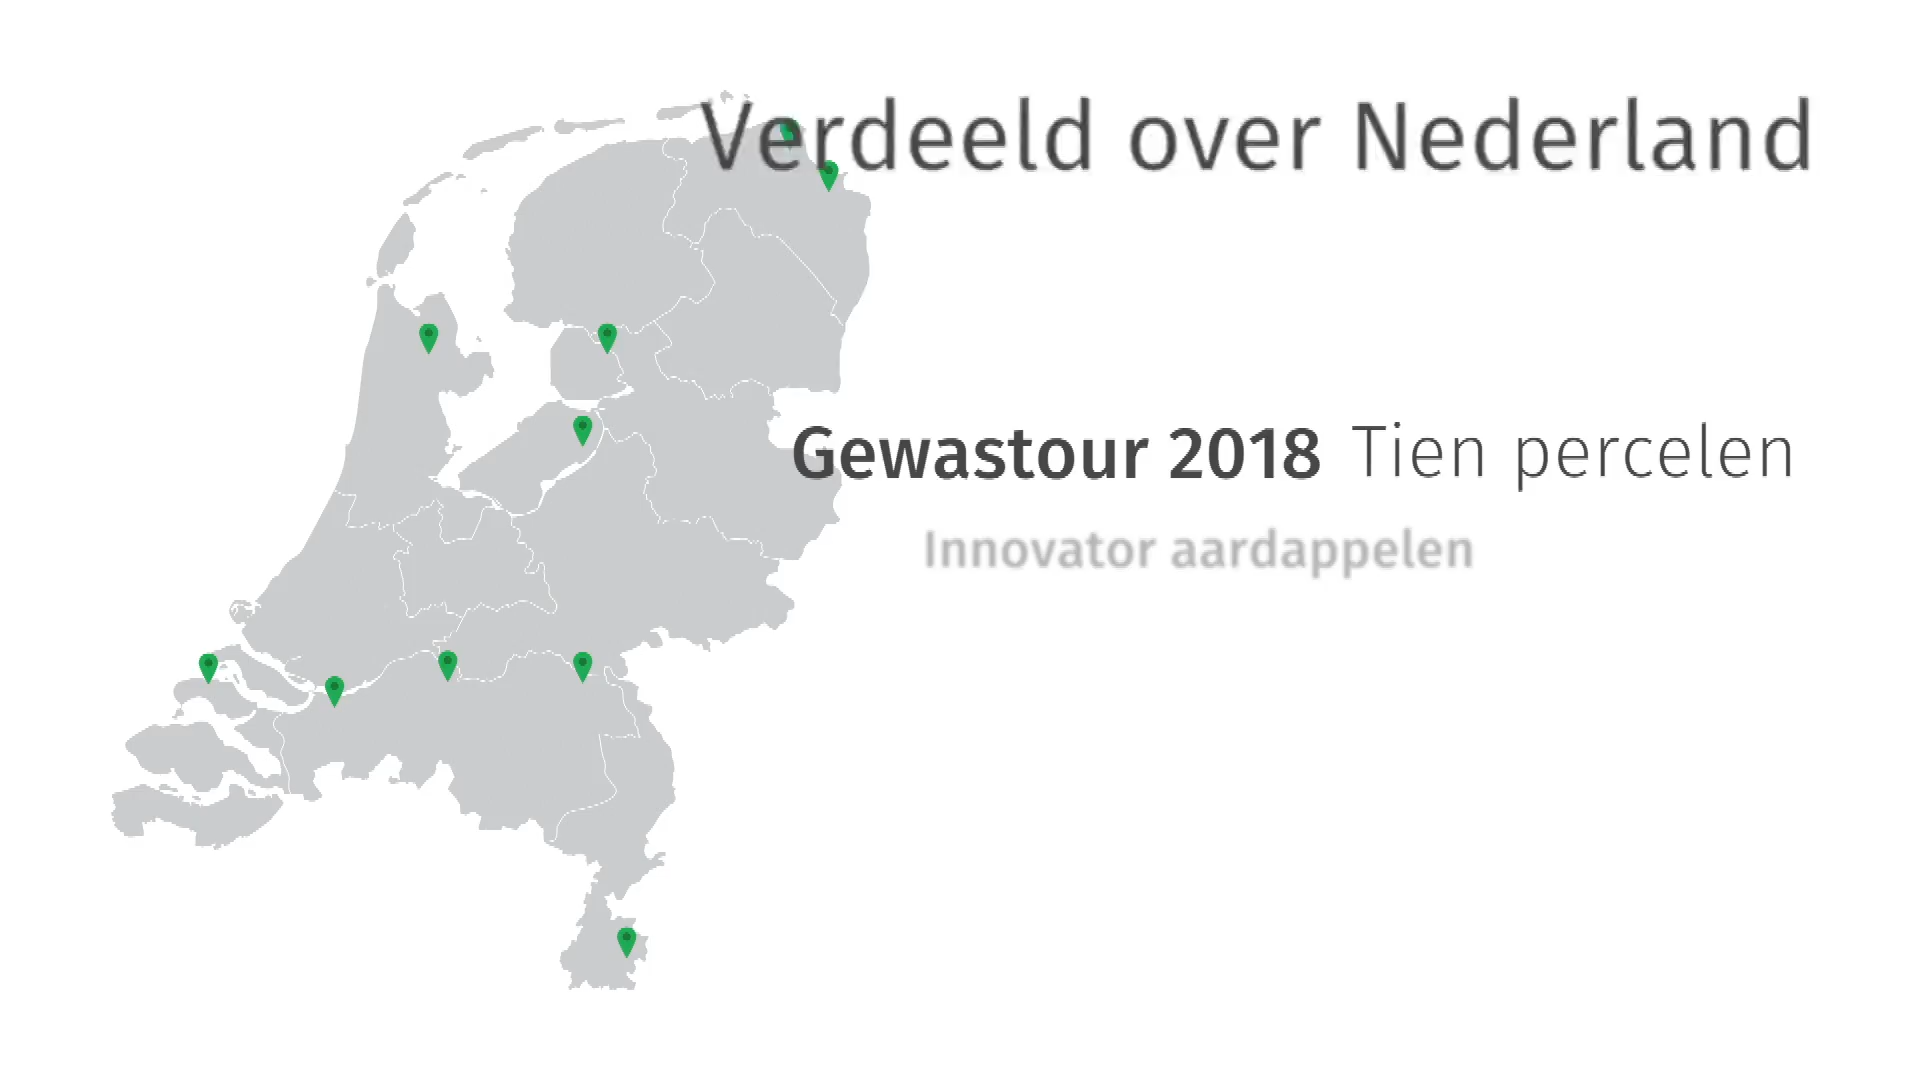 Verdeeld over Nederland
Gewastour 2018 Tien percelen
Innovator aardappelen